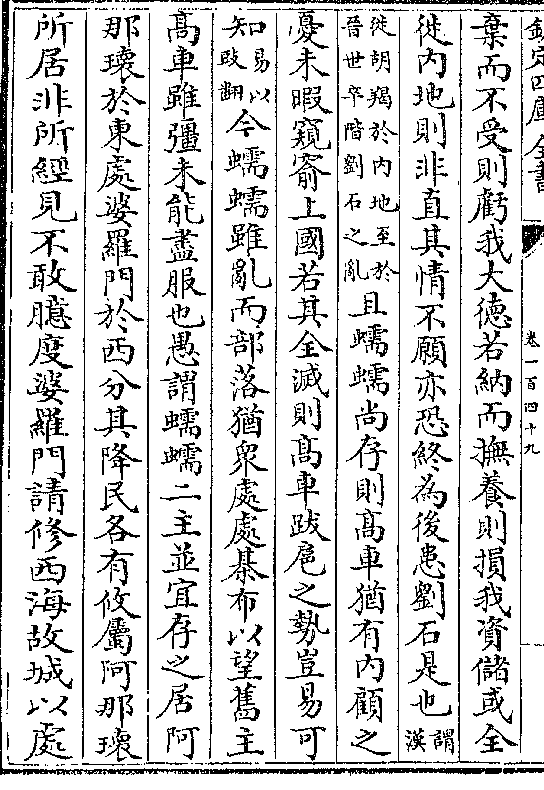 欽定四庫全書
卷一百四十九
棄而不受則虧我大德若納而撫養則損我資儲或全
徙内地則非直其情不願亦恐終為後患劉石是也謂漢
徙胡羯於内地至於晉世卒階劉石之亂且蠕蠕尚存則髙車猶有内顧之
憂未暇窺窬上國若其全滅則髙車跋扈之勢豈易可
知易以豉翻今蠕蠕雖亂而部落猶衆處處棊布以望舊主
髙車雖彊未能盡服也愚謂蠕蠕二主並宜存之居阿
那瓌於東處婆羅門於西分其降民各有攸屬阿那瓌
所居非所經見不敢臆度婆羅門請修西海故城以處